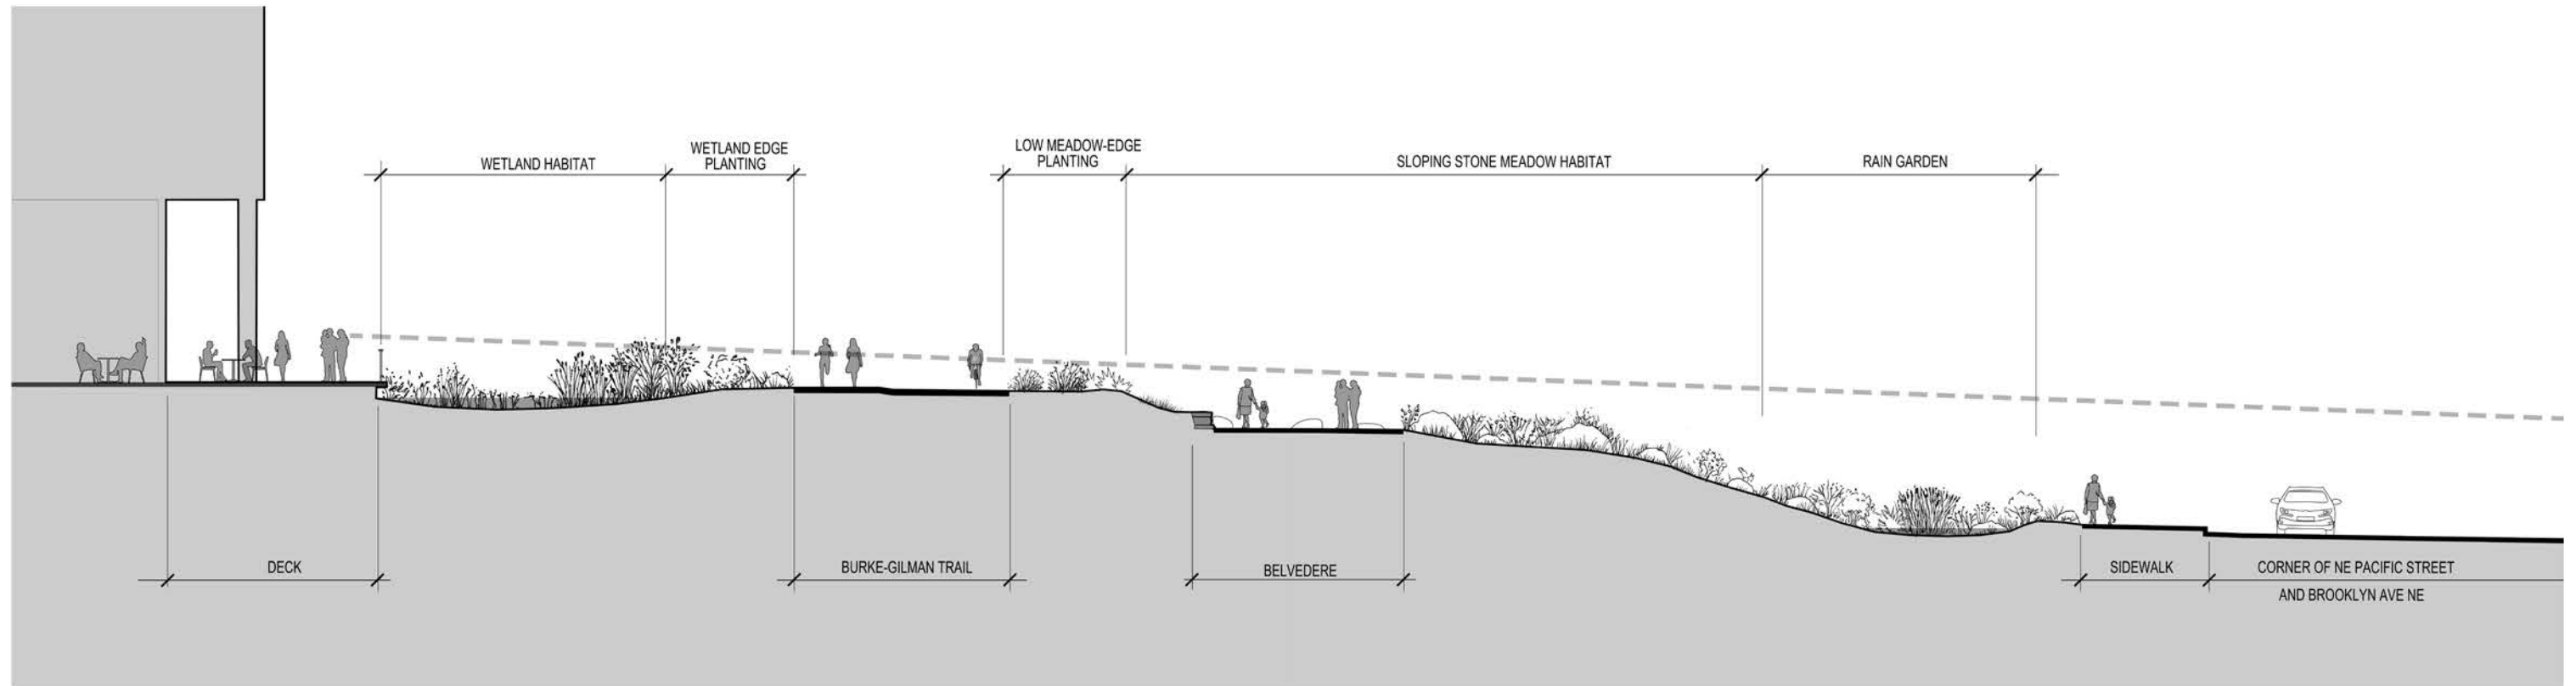 WETLAND HABITAT
WETLAND EDGE
PLANTING
LOW MEADOW-EDGE
PLANTING
SLOPING STONE MEADOW HABITAT
RAIN GARDEN
DECK
BURKE-GILMAN TRAIL
BELVEDERE
SIDEWALK
CORNER OF NE PACIFIC STREET
AND BROOKLYN AVE NE